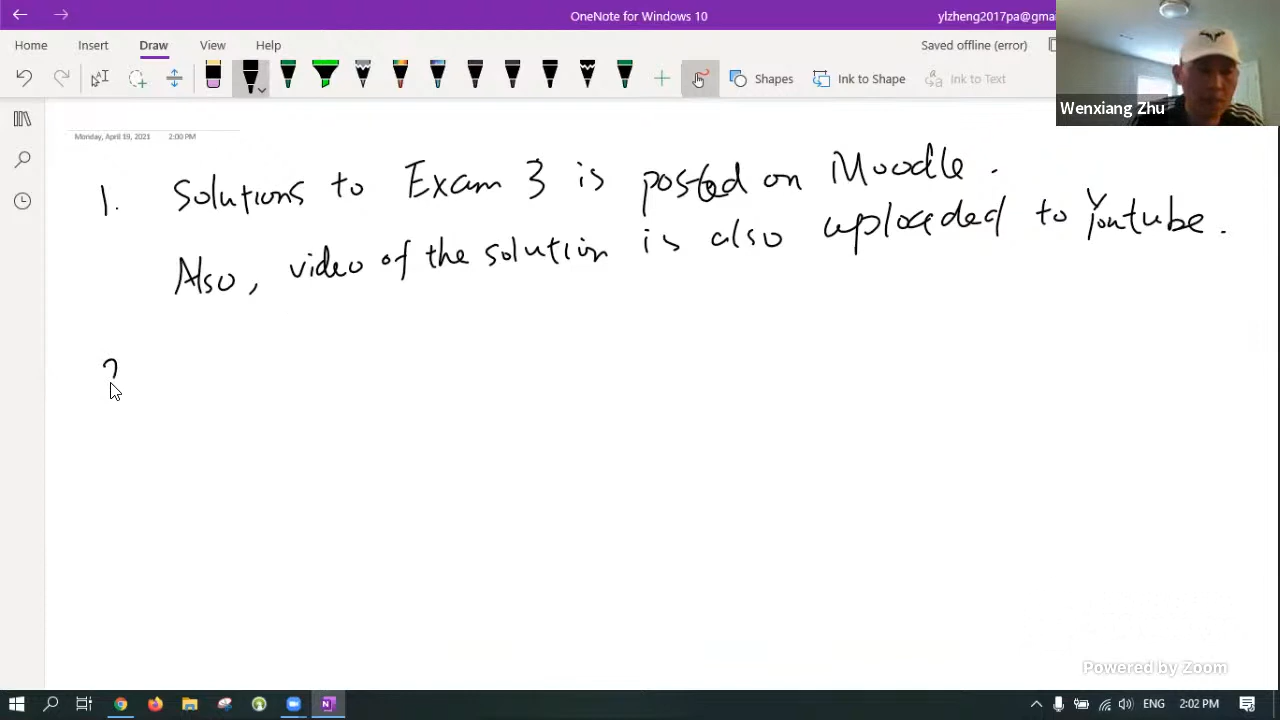 OneNote for Windows 10
ylzheng2017pa@gma
Home Insert Draw View Help
Saved offline (error)
Shapes Ink to Shape Ink to Text
Wenxiang Zhu
Monday, April 19, 2021 2:00 PM
1. Solutions to Exam 3 is posted on Moodle.
Also, video of the solution is also uploaded to Youtube.
2
Powered by Zoom
N
ENG 2:02 PM